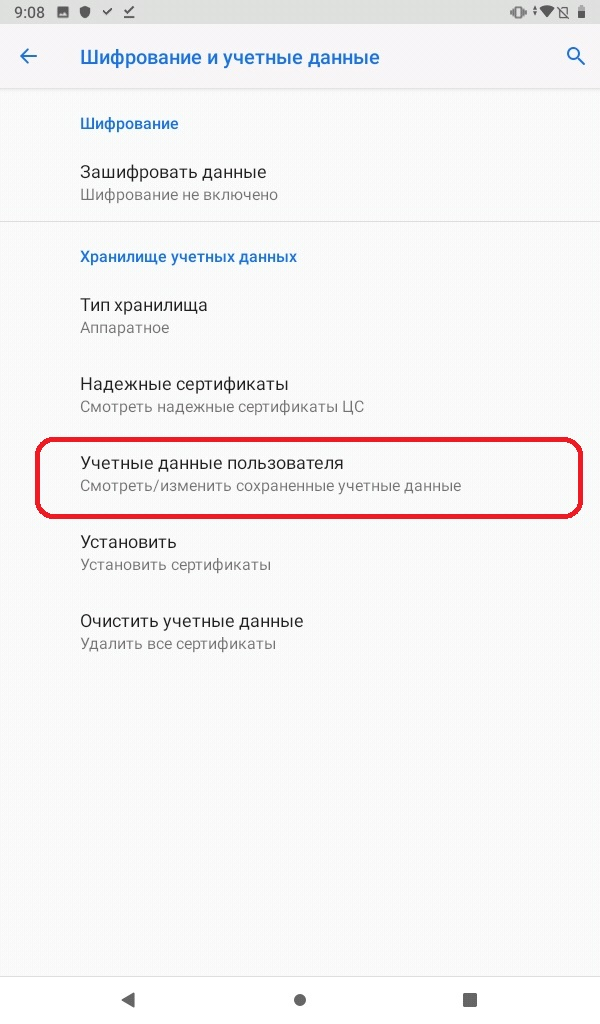 9:08
Шифрование и учетные данные
Шифрование
Зашифровать данные
Шифрование не включено
Хранилище учетных данных
Тип хранилища
Аппаратное
Надежные сертификаты
Смотреть надежные сертификаты ЦС
Учетные данные пользователя
Смотреть/изменить сохраненные учетные данные
Установить
Установить сертификаты
Очистить учетные данные
Удалить все сертификаты